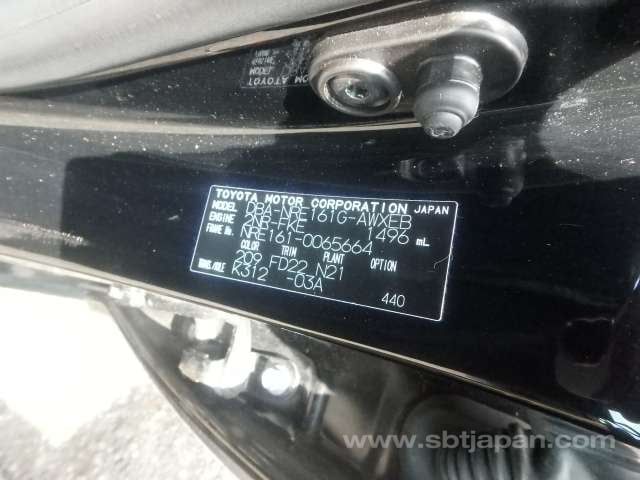 TOYOTA MOTOR CORPORATION JAPAN
MODEL DBA-NRE161G-AWXEB
ENGINE 2NR-FKE 1496 mL
FRAME No. NRE161-0065664
COLOR TRIM PLANT OPTION
209 FD22 N21
TRANS./AXLE K312 -03A
440
www.sbtjapan.com